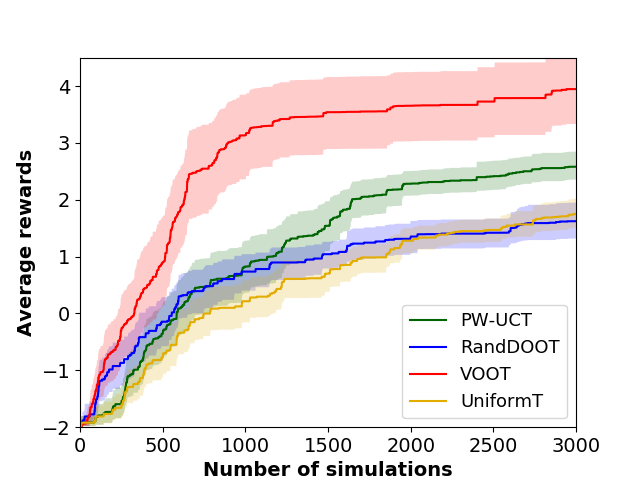 4
3
2
1
0
−1
−2
0 500 1000 1500 2000 2500 3000
Average rewards
Number of simulations
PW-UCT
RandDOOT
VOOT
UniformT